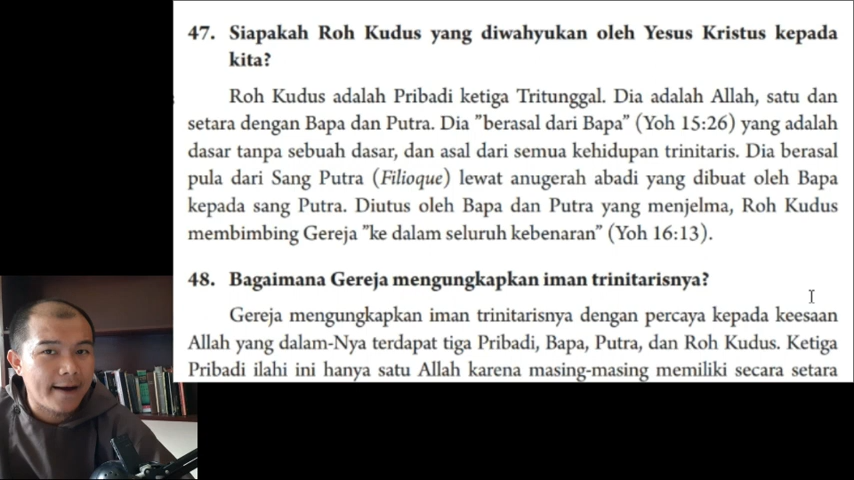 47. Siapakah Roh Kudus yang diwahyukan oleh Yesus Kristus kepada
kita?
Roh Kudus adalah Pribadi ketiga Tritunggal. Dia adalah Allah, satu dan
setara dengan Bapa dan Putra. Dia ”berasal dari Bapa” (Yoh 15:26) yang adalah
dasar tanpa sebuah dasar, dan asal dari semua kehidupan trinitaris. Dia berasal
pula dari Sang Putra (Filioque) lewat anugerah abadi yang dibuat oleh Bapa
kepada sang Putra. Diutus oleh Bapa dan Putra yang menjelma, Roh Kudus
membimbing Gereja ”ke dalam seluruh kebenaran” (Yoh 16:13).
48. Bagaimana Gereja mengungkapkan iman trinitarisnya?
Gereja mengungkapkan iman trinitarisnya dengan percaya kepada keesaan
Allah yang dalam-Nya terdapat tiga Pribadi, Bapa, Putra, dan Roh Kudus. Ketiga
Pribadi ilahi ini hanya satu Allah karena masing-masing memiliki secara setara